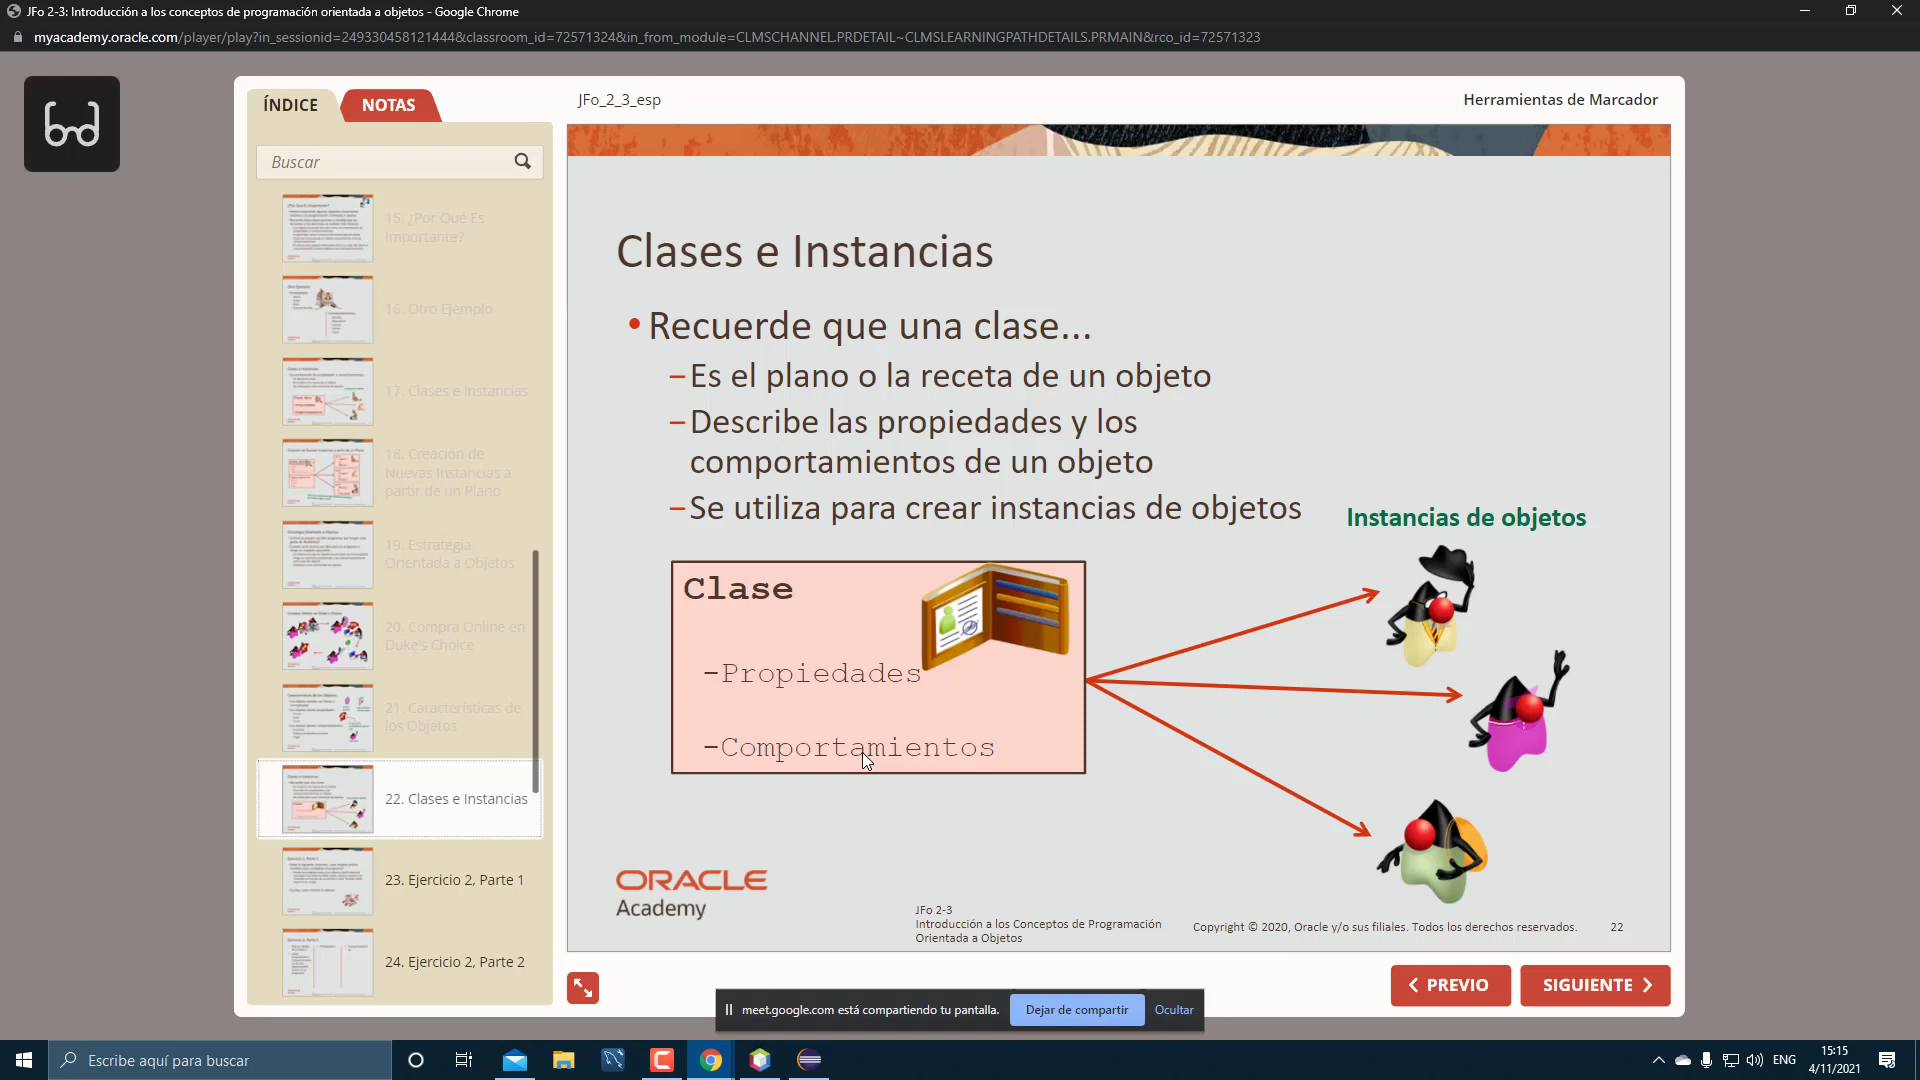 JFo 2-3: Introducción a los conceptos de programación orientada a objetos - Google Chrome
myacademy.oracle.com/player/play?in_sessionid=249330458121444&classroom_id=72571324&in_from_module=CLMSCHANNEL.PRDETAIL~CLMSLEARNINGPATHDETAILS.PRMAIN&rco_id=72571323
ÍNDICE
NOTAS
JFo_2_3_esp
Herramientas de Marcador
Buscar
15. ¿Por Qué Es
Importante?
16. Otro Ejemplo
17. Clases e Instancias
18. Creación de
Nuevas Instancias a
partir de un Plano
19. Estrategia
Orientada a Objetos
20. Compra Online en
Duke's Choice
21. Características de
los Objetos
22. Clases e Instancias
23. Ejercicio 2, Parte 1
24. Ejercicio 2, Parte 2
Clases e Instancias
• Recuerde que una clase...
–Es el plano o la receta de un objeto
–Describe las propiedades y los
comportamientos de un objeto
–Se utiliza para crear instancias de objetos
Instancias de objetos
Clase
-Propiedades
-Comportamientos
ORACLE
Academy
JFo 2-3
Introducción a los Conceptos de Programación
Orientada a Objetos
Copyright © 2020, Oracle y/o sus filiales. Todos los derechos reservados.
22
PREVIO
SIGUIENTE
meet.google.com está compartiendo tu pantalla.
Dejar de compartir
Ocultar
Escribe aquí para buscar
ENG
15:15
4/11/2021